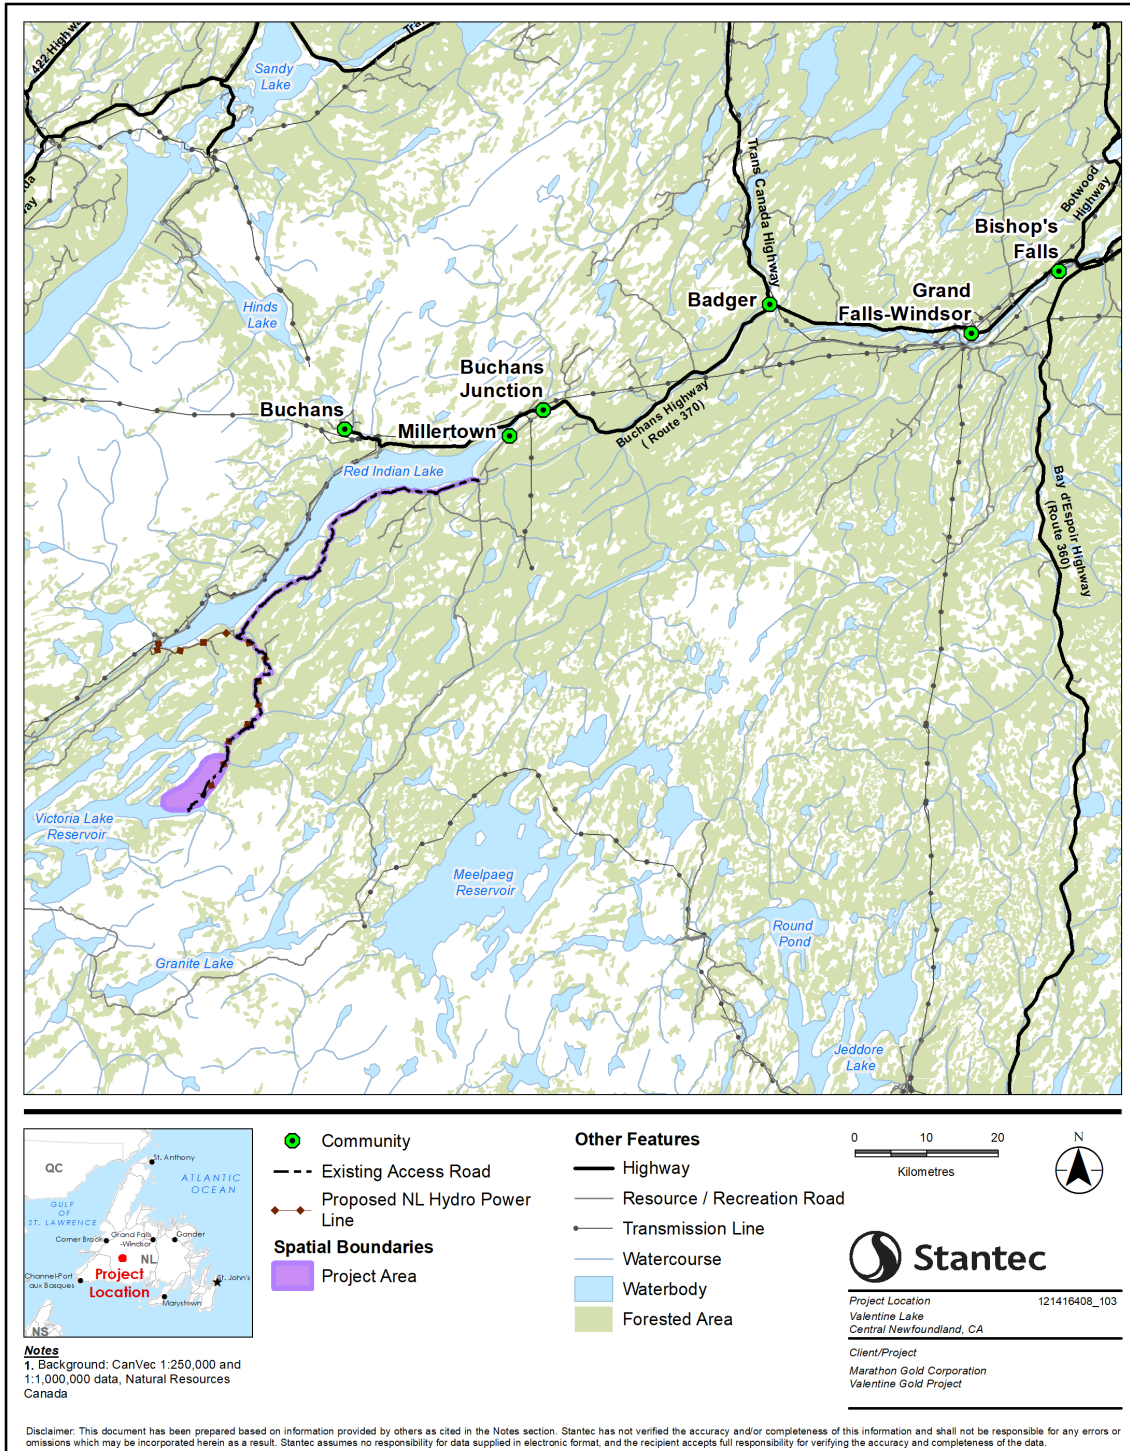 422 Highway
Tra
Sandy
Lake
Trans Canada Highway
Botwood
Highway
Bishop's
Falls
Grand
Falls-Windsor
Badger
Hinds
Lake
Buchans
Junction
Buchans
Millertown
Buchans Highway
( Route 370)
Red Indian Lake
Bay d'Espoir Highway
(Route 360)
Victoria Lake
Reservoir
Meelpaeg
Reservoir
Round
Pond
Granite Lake
Jeddore
Lake
QC
St. Anthony
ATLANTIC
OCEAN
GULF
OF
ST. LAWRENCE
Corner Brook
Grand Falls
-Windsor
Gander
NL
Project
Location
Channel-Port
aux Basques
St. John's
Marystown
NS
Community
Existing Access Road
Proposed NL Hydro Power
Line
Spatial Boundaries
Project Area
Other Features
Highway
Resource / Recreation Road
Transmission Line
Watercourse
Waterbody
Forested Area
0 10 20
Kilometres
N
Stantec
Project Location 121416408_103
Valentine Lake
Central Newfoundland, CA
Client/Project
Marathon Gold Corporation
Valentine Gold Project
Notes
1. Background: CanVec 1:250,000 and
1:1,000,000 data, Natural Resources
Canada
Disclaimer: This document has been prepared based on information provided by others as cited in the Notes section. Stantec has not verified the accuracy and/or completeness of this information and shall not be responsible for any errors or
omissions which may be incorporated herein as a result. Stantec assumes no responsibility for data supplied in electronic format, and the recipient accepts full responsibility for verifying the accuracy and completeness of the data.